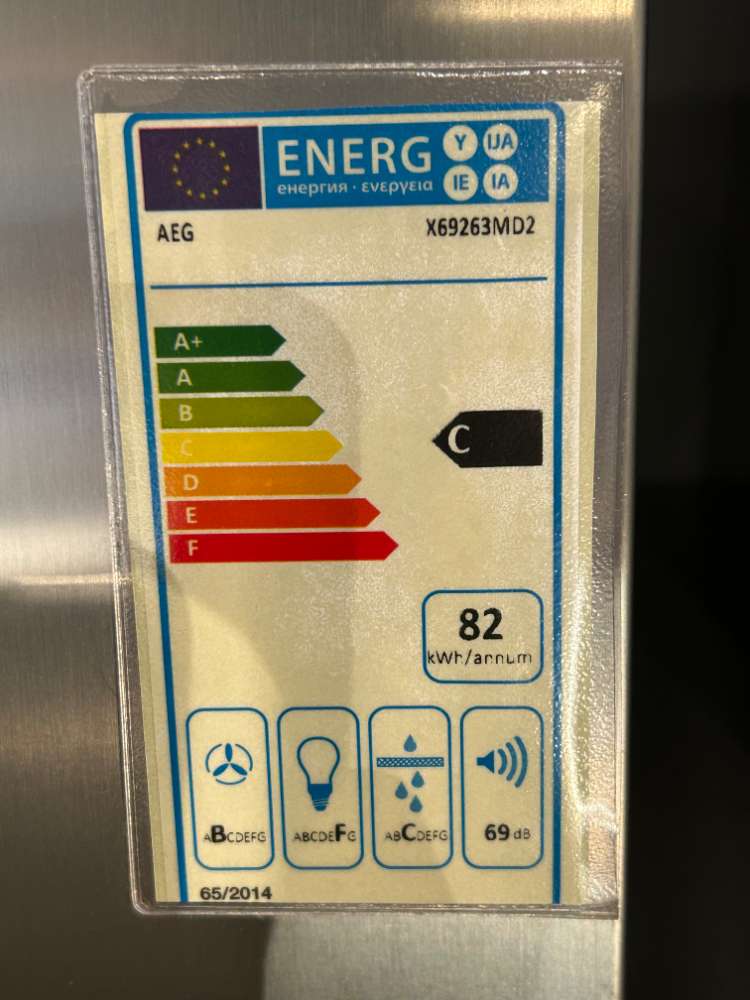 ENERG Y IJA
енергия · ενεργεια IE IA
AEG X69263MD2
A+
A
B
C
C
D
E
F
82
kWh/annum
ABCDEFG ABCDEFG ABCDEFG 69 dB
65/2014